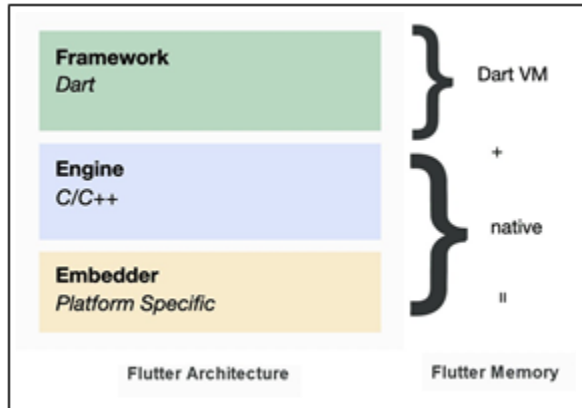 Framework
Dart
Dart VM
+
Engine
C/C++
native
Embedder
Platform Specific
=
Flutter Architecture
Flutter Memory